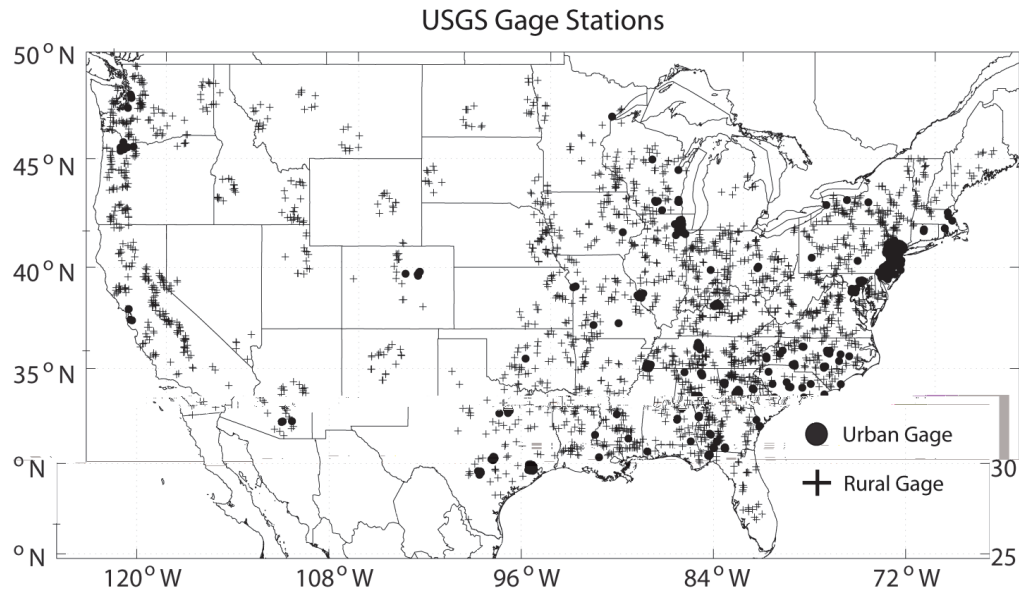 USGS Gage Stations
50° N
45° N
40° N
35° N
° N
30
° N
25
Urban Gage
Rural Gage
120° W 108° W 96° W 84° W 72° W